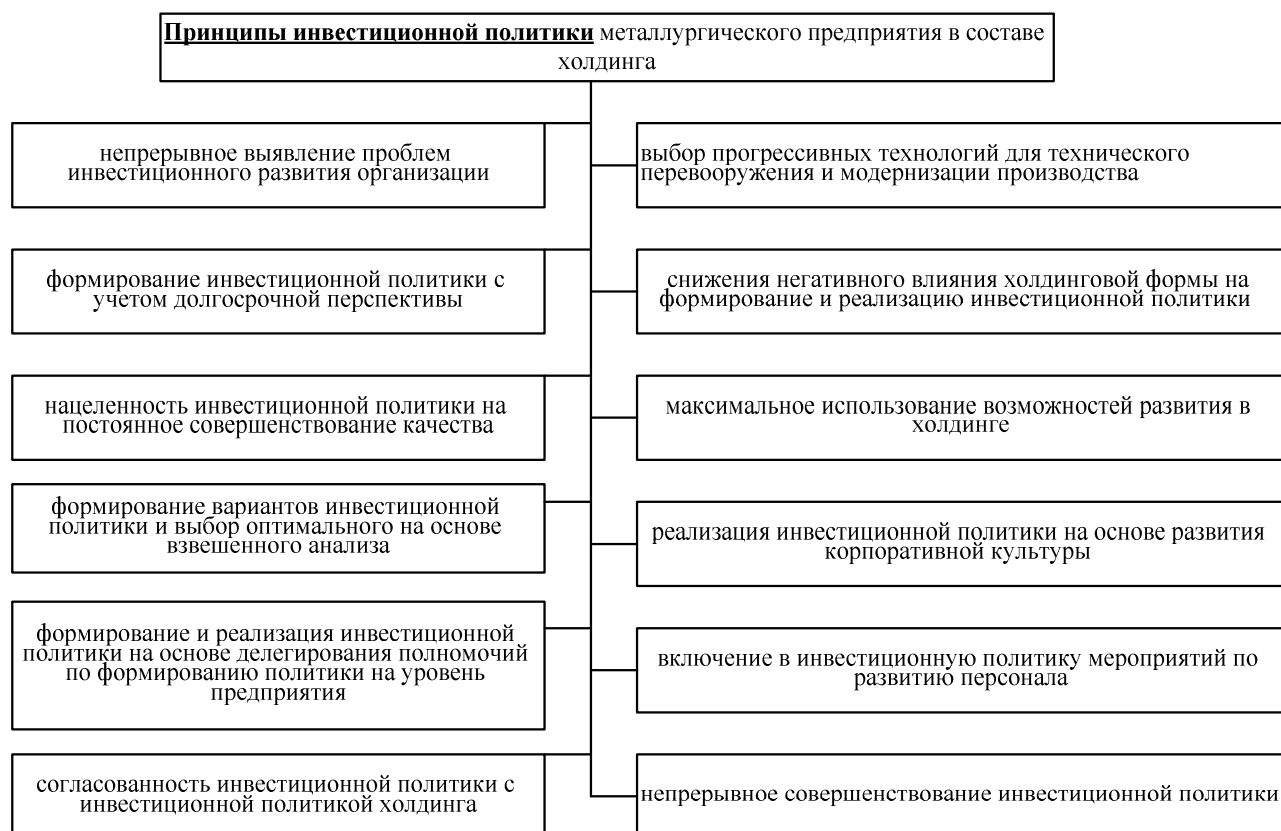 Принципы инвестиционной политики металлургического предприятия в составе
холдинга
непрерывное выявление проблем
инвестиционного развития организации
выбор прогрессивных технологий для технического
перевооружения и модернизации производства
формирование инвестиционной политики с
учетом долгосрочной перспективы
снижения негативного влияния холдинговой формы на
формирование и реализацию инвестиционной политики
нацеленность инвестиционной политики на
постоянное совершенствование качества
максимальное использование возможностей развития в
холдинге
формирование вариантов инвестиционной
политики и выбор оптимального на основе
взвешенного анализа
реализация инвестиционной политики на основе развития
корпоративной культуры
формирование и реализация инвестиционной
политики на основе делегирования полномочий
по формированию политики на уровень
предприятия
включение в инвестиционную политику мероприятий по
развитию персонала
согласованность инвестиционной политики с
инвестиционной политикой холдинга
непрерывное совершенствование инвестиционной политики